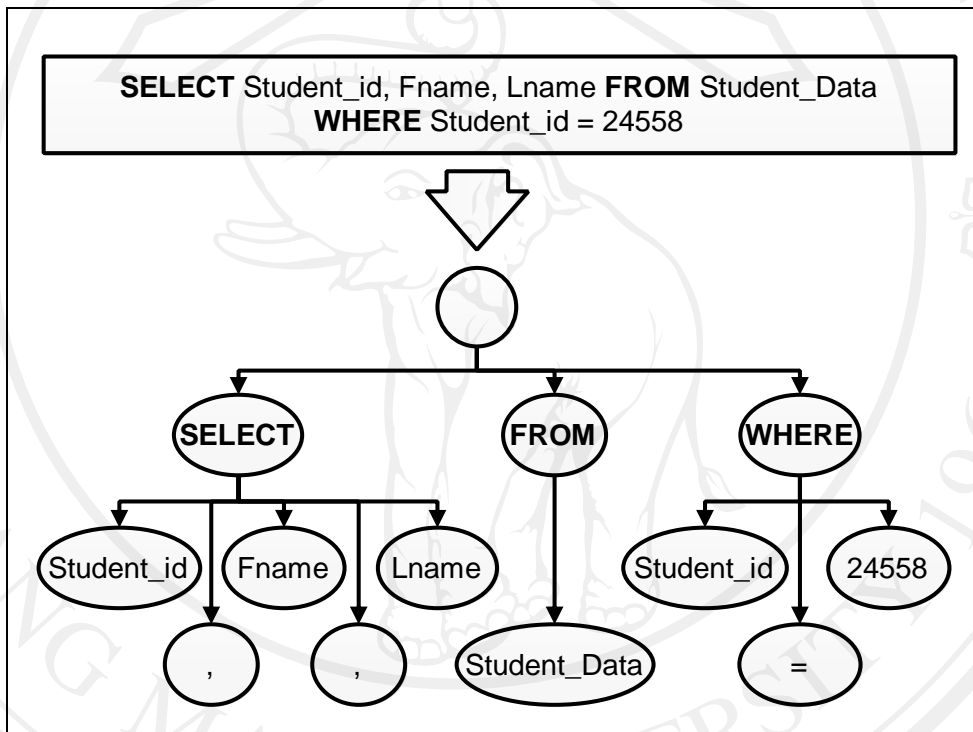 SELECT Student_id, Fname, Lname FROM Student_Data
WHERE Student_id = 24558
SELECT FROM WHERE
Student_id Fname Lname Student_id 24558
, , Student_Data =